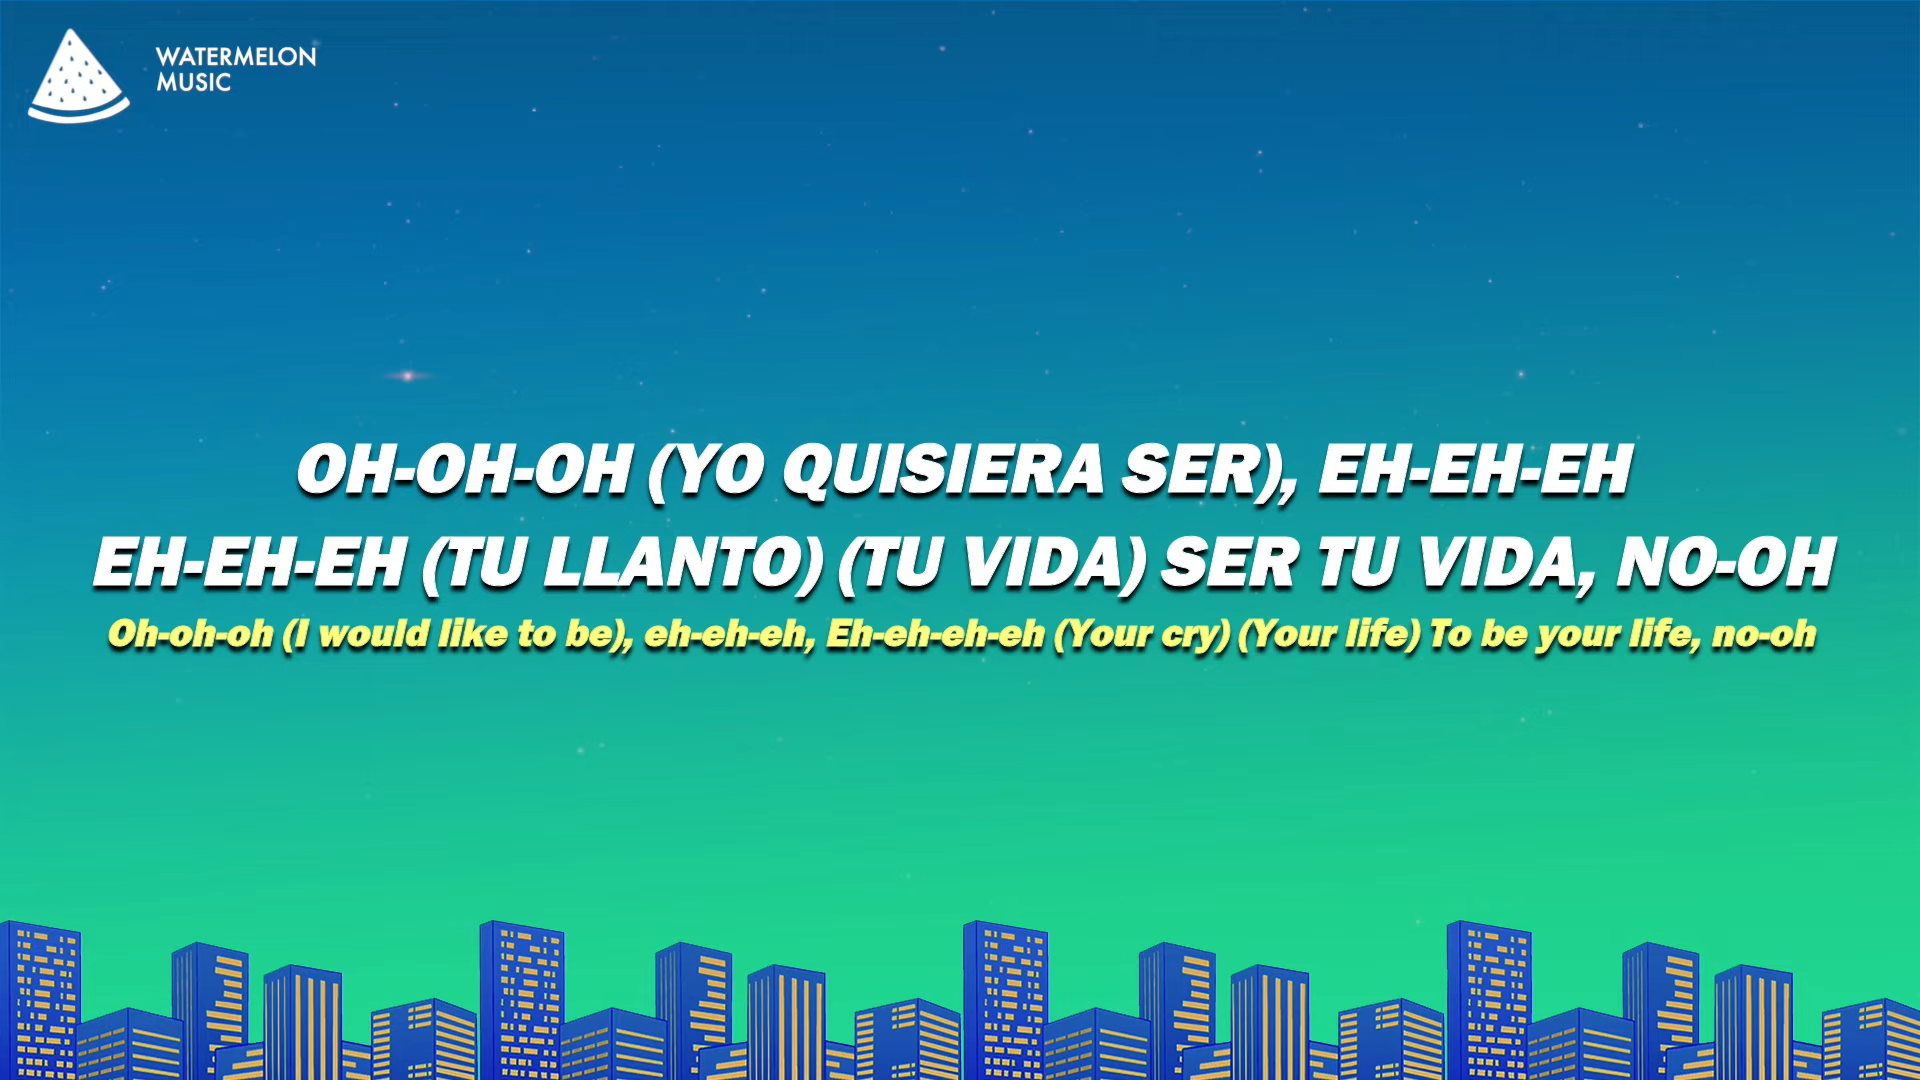 WATERMELON
MUSIC
OH-OH-OH (YO QUISIERA SER), EH-EH-EH
EH-EH-EH (TU LLANTO) (TU VIDA) SER TU VIDA, NO-OH
Oh-oh-oh (I would like to be), eh-eh-eh, Eh-eh-eh-eh (Your cry) (Your life) To be your life, no-oh